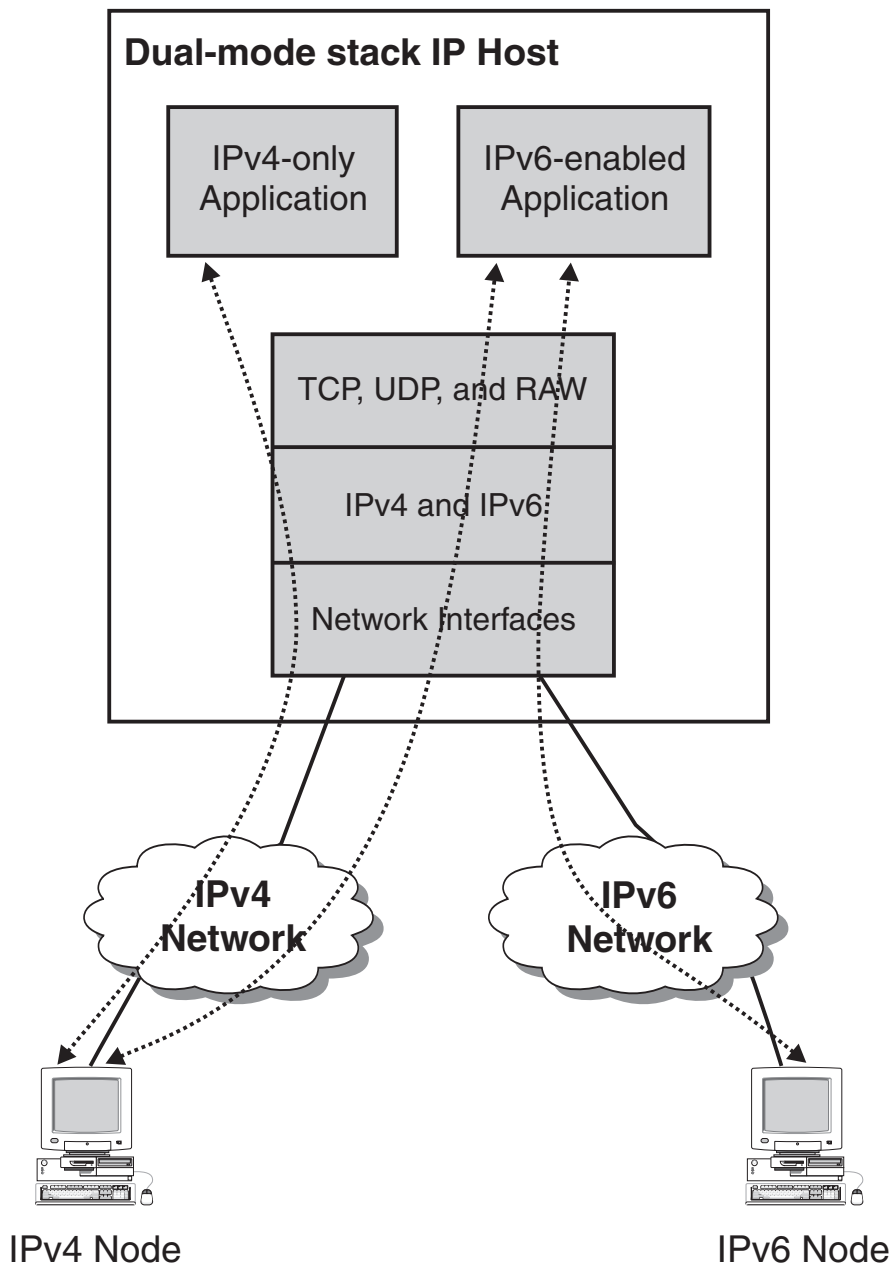 Dual-mode stack IP Host
IPv4-only
Application
IPv6-enabled
Application
TCP, UDP, and RAW
IPv4 and IPv6
Network Interfaces
IPv4
Network
IPv6
Network
IPv4 Node
IPv6 Node